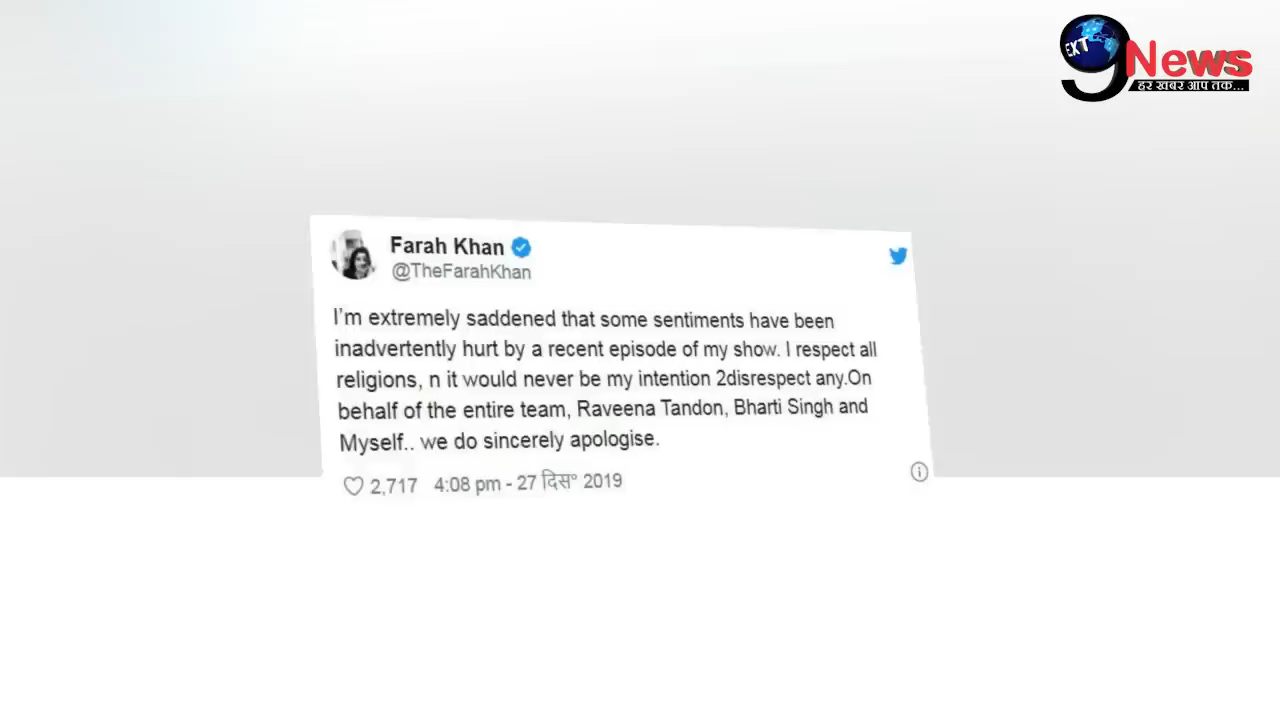 EXT
9 News
हर खबर आप तक...
Farah Khan
@TheFarahKhan
I'm extremely saddened that some sentiments have been
inadvertently hurt by a recent episode of my show. I respect all
religions, n it would never be my intention 2disrespect any.On
behalf of the entire team, Raveena Tandon, Bharti Singh and
Myself.. we do sincerely apologise.
2,717 4:08 pm - 27 दिस॰ 2019